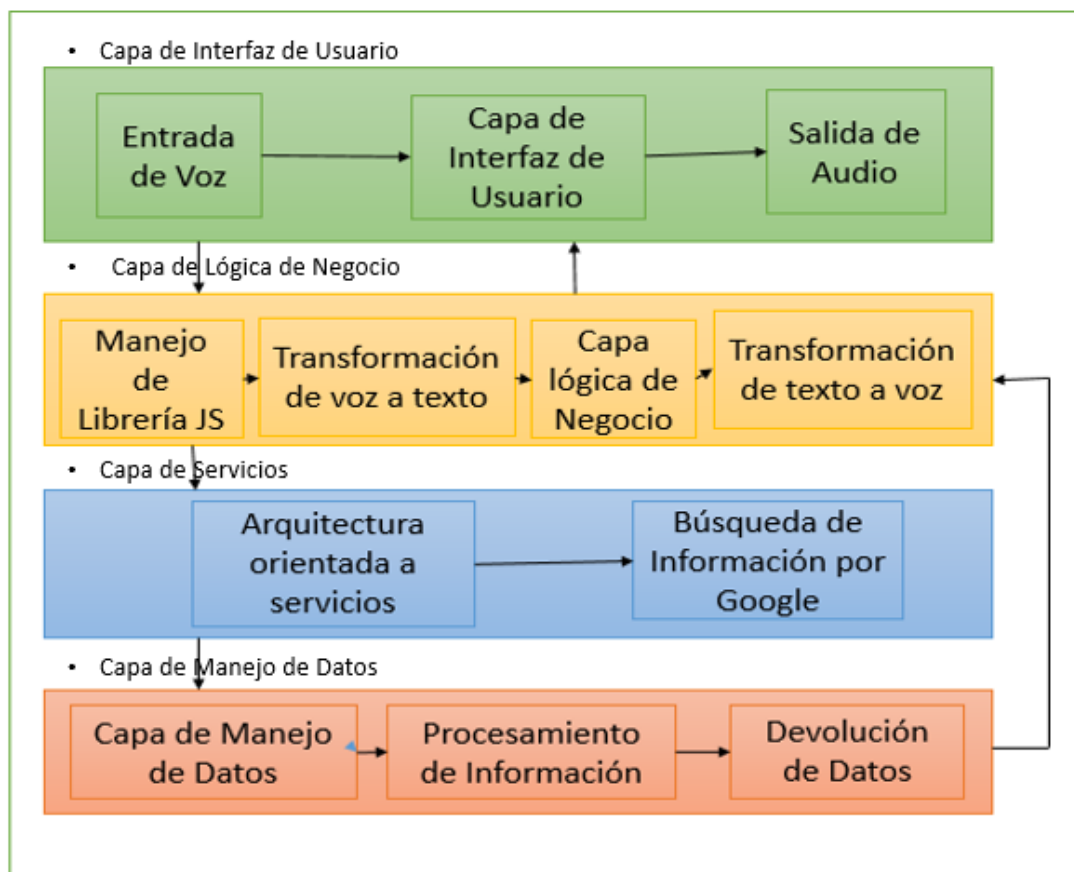 • Capa de Interfaz de Usuario
Entrada
de Voz
Capa de
Interfaz de
Usuario
Salida de
Audio
• Capa de Lógica de Negocio
Manejo
de
Librería JS
Transformación
de voz a texto
Capa
lógica de
Negocio
Transformación
de texto a voz
• Capa de Servicios
Arquitectura
orientada a
servicios
Búsqueda de
Información por
Google
• Capa de Manejo de Datos
Capa de Manejo
de Datos
Procesamiento
de Información
Devolución
de Datos